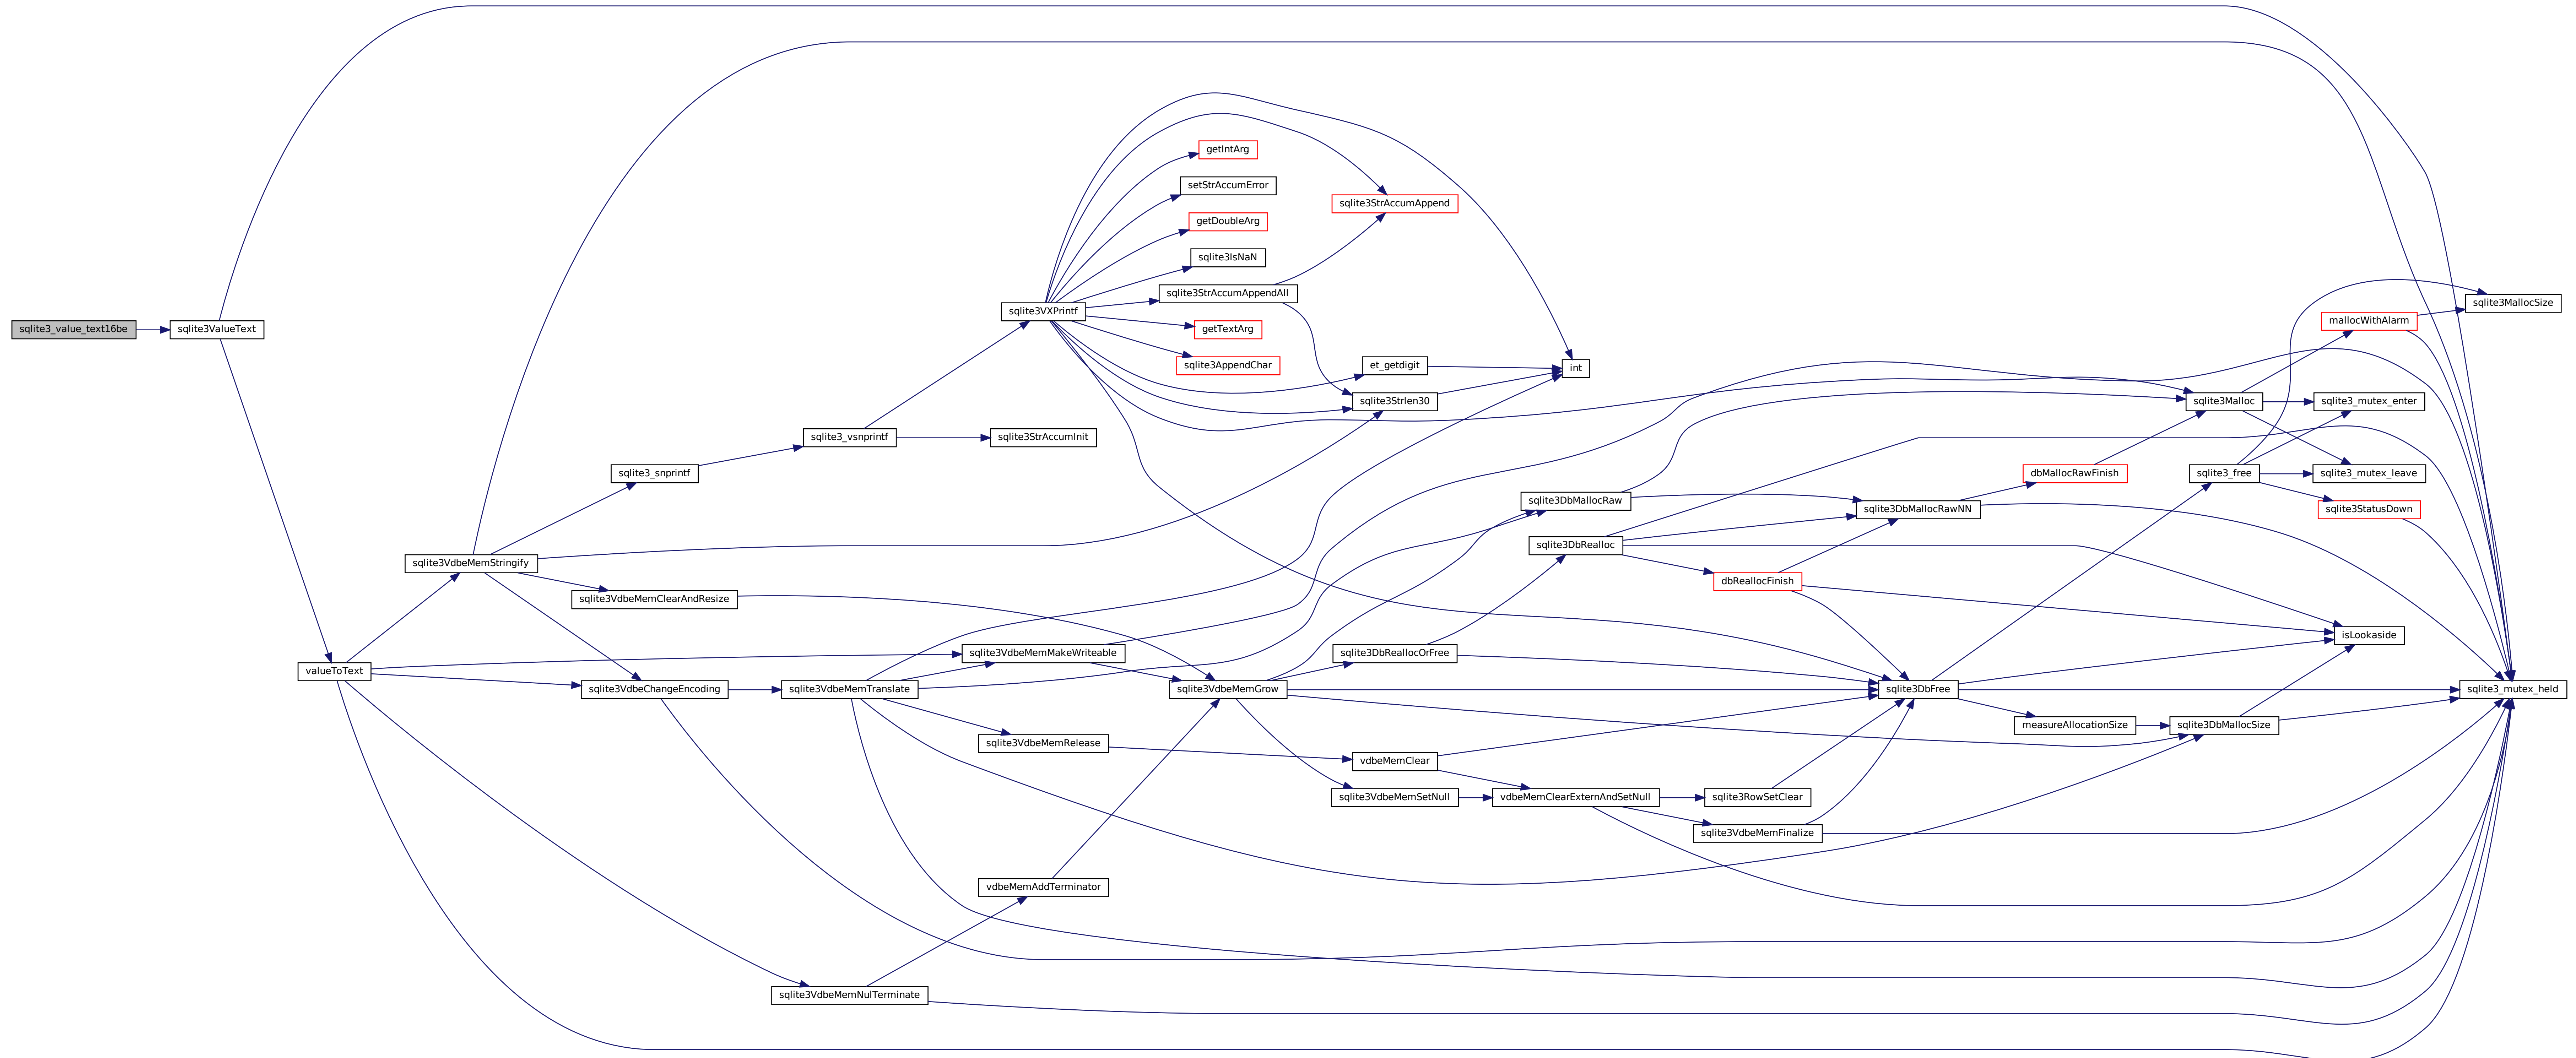 sqlite3_value_text16be
sqlite3ValueText
valueToText
sqlite3VdbeMemStringify
sqlite3_snprintf
sqlite3VdbeMemClearAndResize
sqlite3VdbeChangeEncoding
sqlite3_vsnprintf
sqlite3VdbeMemTranslate
sqlite3VdbeMemNulTerminate
sqlite3VXPrintf
sqlite3StrAccumInit
sqlite3VdbeMemMakeWriteable
sqlite3VdbeMemRelease
vdbeMemAddTerminator
getIntArg
setStrAccumError
getDoubleArg
sqlite3IsNaN
sqlite3StrAccumAppendAll
getTextArg
sqlite3AppendChar
sqlite3VdbeMemGrow
sqlite3StrAccumAppend
et_getdigit
sqlite3Strlen30
sqlite3DbReallocOrFree
vdbeMemClear
sqlite3VdbeMemSetNull
int
sqlite3DbMallocRaw
sqlite3DbRealloc
vdbeMemClearExternAndSetNull
dbReallocFinish
sqlite3RowSetClear
sqlite3VdbeMemFinalize
sqlite3DbMallocRawNN
sqlite3DbFree
dbMallocRawFinish
measureAllocationSize
sqlite3Malloc
sqlite3_free
sqlite3DbMallocSize
mallocWithAlarm
sqlite3_mutex_enter
sqlite3_mutex_leave
sqlite3StatusDown
isLookaside
sqlite3MallocSize
sqlite3_mutex_held